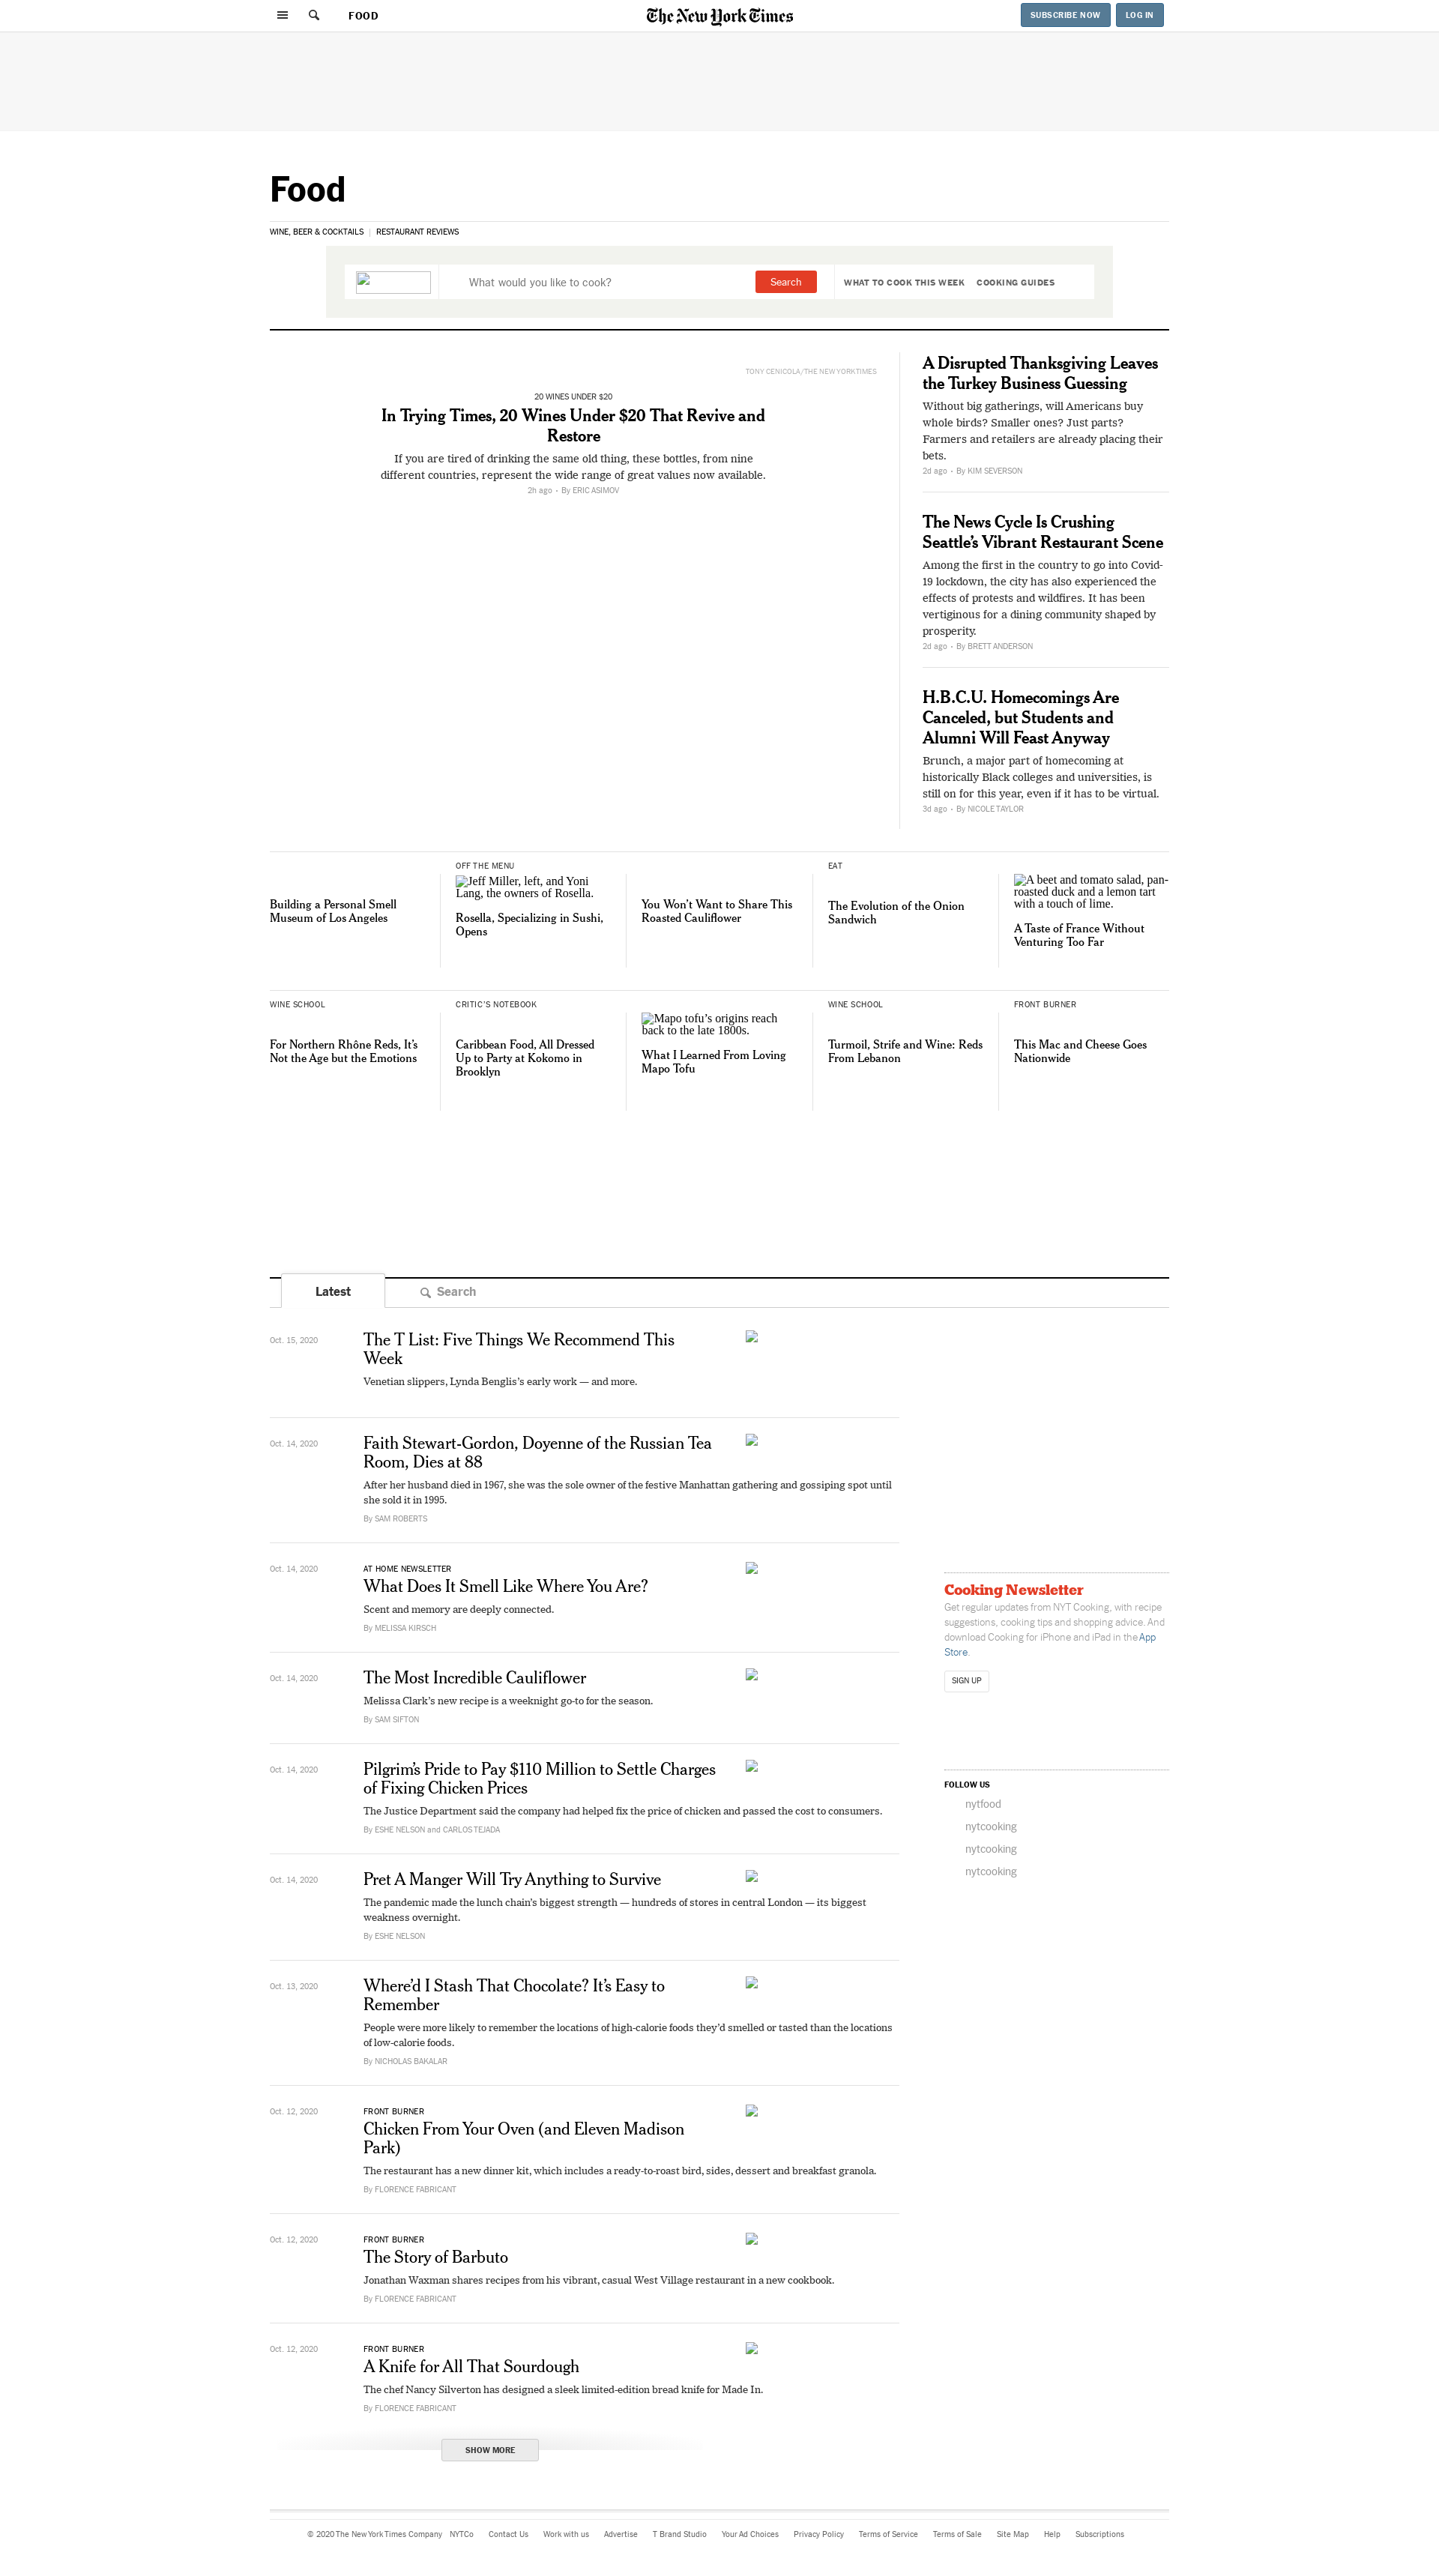 FOOD
The New York Times
SUBSCRIBE NOW
LOG IN
Food
WINE, BEER & COCKTAILS
RESTAURANT REVIEWS
What would you like to cook?
Search
WHAT TO COOK THIS WEEK
COOKING GUIDES
TONY CENICOLA/THE NEW YORK TIMES
20 WINES UNDER $20
In Trying Times, 20 Wines Under $20 That Revive and
Restore
If you are tired of drinking the same old thing, these bottles, from nine
different countries, represent the wide range of great values now available.
2h ago • By ERIC ASIMOV
A Disrupted Thanksgiving Leaves
the Turkey Business Guessing
Without big gatherings, will Americans buy
whole birds? Smaller ones? Just parts?
Farmers and retailers are already placing their
bets.
2d ago • By KIM SEVERSON
The News Cycle Is Crushing
Seattle’s Vibrant Restaurant Scene
Among the first in the country to go into Covid-
19 lockdown, the city has also experienced the
effects of protests and wildfires. It has been
vertiginous for a dining community shaped by
prosperity.
2d ago • By BRETT ANDERSON
H.B.C.U. Homecomings Are
Canceled, but Students and
Alumni Will Feast Anyway
Brunch, a major part of homecoming at
historically Black colleges and universities, is
still on for this year, even if it has to be virtual.
3d ago • By NICOLE TAYLOR
Building a Personal Smell
Museum of Los Angeles
OFF THE MENU
Jeff Miller, left, and Yoni
Lang, the owners of Rosella.
Rosella, Specializing in Sushi,
Opens
You Won’t Want to Share This
Roasted Cauliflower
EAT
The Evolution of the Onion
Sandwich
A beet and tomato salad, pan-
roasted duck and a lemon tart
with a touch of lime.
A Taste of France Without
Venturing Too Far
WINE SCHOOL
For Northern Rhône Reds, It’s
Not the Age but the Emotions
CRITIC’S NOTEBOOK
Caribbean Food, All Dressed
Up to Party at Kokomo in
Brooklyn
Mapo tofu’s origins reach
back to the late 1800s.
What I Learned From Loving
Mapo Tofu
WINE SCHOOL
Turmoil, Strife and Wine: Reds
From Lebanon
FRONT BURNER
This Mac and Cheese Goes
Nationwide
Latest
Search
Oct. 15, 2020
The T List: Five Things We Recommend This
Week
Venetian slippers, Lynda Benglis’s early work — and more.
Oct. 14, 2020
Faith Stewart-Gordon, Doyenne of the Russian Tea
Room, Dies at 88
After her husband died in 1967, she was the sole owner of the festive Manhattan gathering and gossiping spot until
she sold it in 1995.
By SAM ROBERTS
Oct. 14, 2020
AT HOME NEWSLETTER
What Does It Smell Like Where You Are?
Scent and memory are deeply connected.
By MELISSA KIRSCH
Oct. 14, 2020
The Most Incredible Cauliflower
Melissa Clark’s new recipe is a weeknight go-to for the season.
By SAM SIFTON
Oct. 14, 2020
Pilgrim’s Pride to Pay $110 Million to Settle Charges
of Fixing Chicken Prices
The Justice Department said the company had helped fix the price of chicken and passed the cost to consumers.
By ESHE NELSON and CARLOS TEJADA
Oct. 14, 2020
Pret A Manger Will Try Anything to Survive
The pandemic made the lunch chain’s biggest strength — hundreds of stores in central London — its biggest
weakness overnight.
By ESHE NELSON
Oct. 13, 2020
Where’d I Stash That Chocolate? It’s Easy to
Remember
People were more likely to remember the locations of high-calorie foods they’d smelled or tasted than the locations
of low-calorie foods.
By NICHOLAS BAKALAR
Oct. 12, 2020
FRONT BURNER
Chicken From Your Oven (and Eleven Madison
Park)
The restaurant has a new dinner kit, which includes a ready-to-roast bird, sides, dessert and breakfast granola.
By FLORENCE FABRICANT
Oct. 12, 2020
FRONT BURNER
The Story of Barbuto
Jonathan Waxman shares recipes from his vibrant, casual West Village restaurant in a new cookbook.
By FLORENCE FABRICANT
Oct. 12, 2020
FRONT BURNER
A Knife for All That Sourdough
The chef Nancy Silverton has designed a sleek limited-edition bread knife for Made In.
By FLORENCE FABRICANT
SHOW MORE
Cooking Newsletter
Get regular updates from NYT Cooking, with recipe
suggestions, cooking tips and shopping advice. And
download Cooking for iPhone and iPad in the App
Store.
SIGN UP
FOLLOW US
nytfood
nytcooking
nytcooking
nytcooking
© 2020 The New York Times Company NYTCo Contact Us Work with us Advertise T Brand Studio Your Ad Choices Privacy Policy Terms of Service Terms of Sale Site Map Help Subscriptions